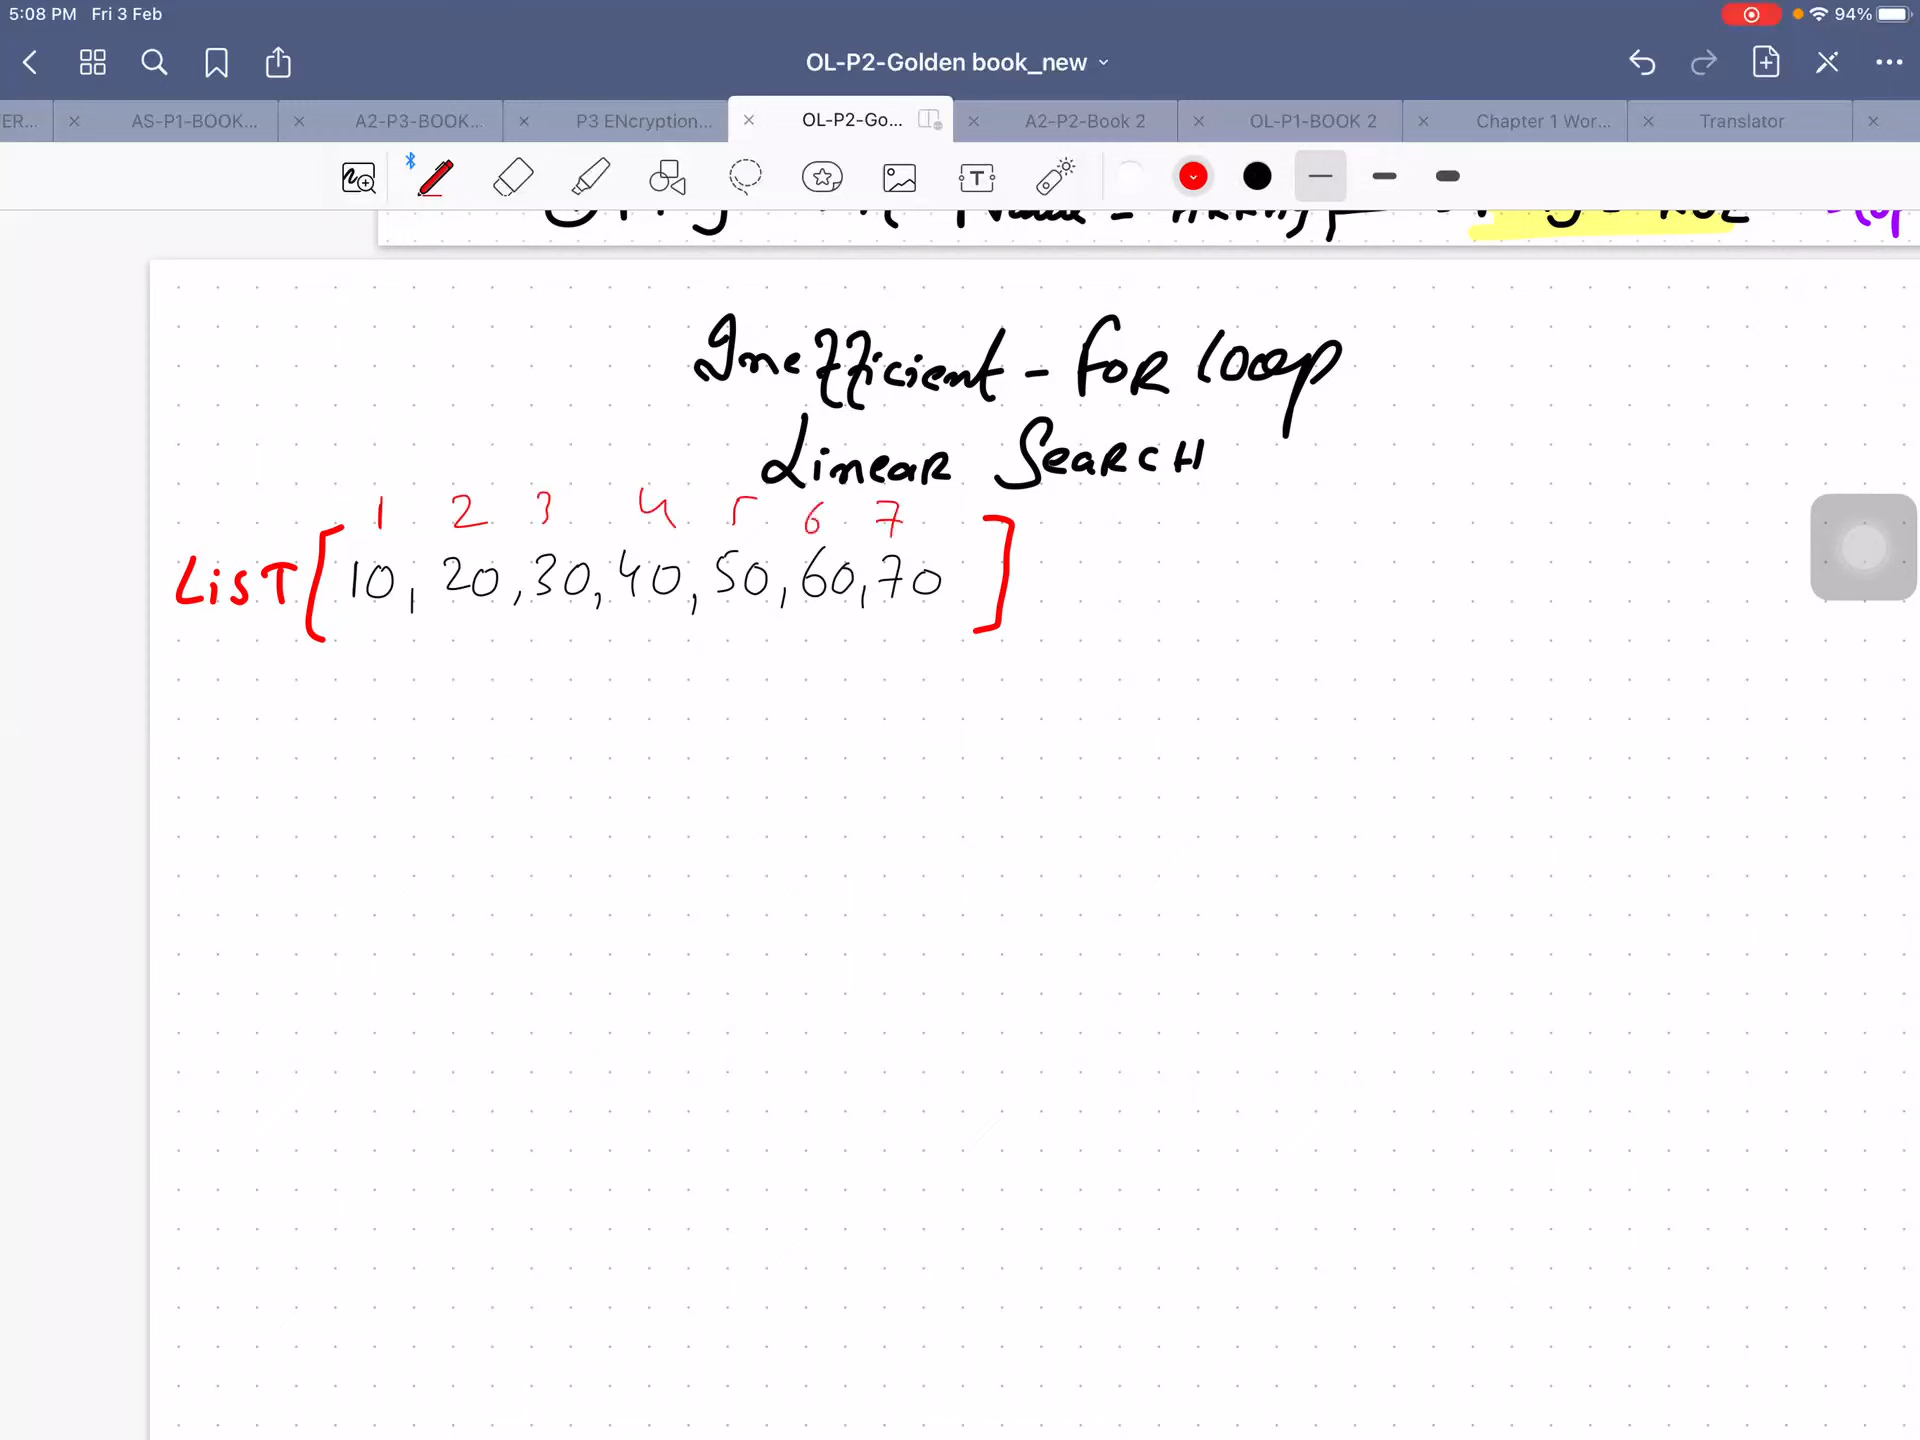 5:08 PM Fri 3 Feb 94%
OL-P2-Golden book_new
ER... AS-P1-BOOK... A2-P3-BOOK... P3 ENcryption... OL-P2-Go... A2-P2-Book 2 OL-P1-BOOK 2 Chapter 1 Wor... Translator
Inefficient - FOR loop
Linear Search
1 2 3 4 5 6 7
LIST [ 10, 20, 30, 40, 50, 60, 70 ]